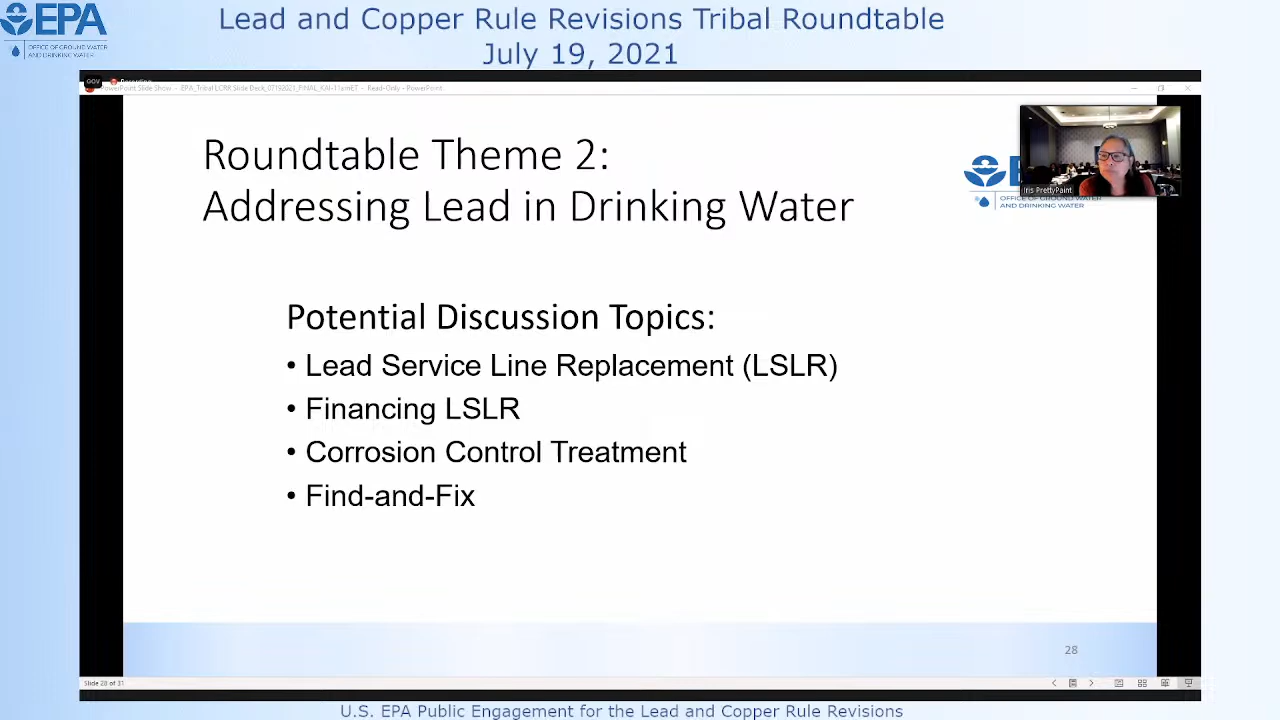 EPA
OFFICE OF GROUND WATER
AND DRINKING WATER
Lead and Copper Rule Revisions Tribal Roundtable
July 19, 2021
GOV
Recording
PowerPoint Slide Show - EPA_Tribal LCRR Slide Deck_07192021_FINAL_KAI-11amET - Read-Only - PowerPoint
Roundtable Theme 2:
Addressing Lead in Drinking Water
Iris PrettyPaint
OFFICE OF GROUND WATER
AND DRINKING WATER
Potential Discussion Topics:
• Lead Service Line Replacement (LSLR)
• Financing LSLR
• Corrosion Control Treatment
• Find-and-Fix
28
Slide 28 of 31
U.S. EPA Public Engagement for the Lead and Copper Rule Revisions